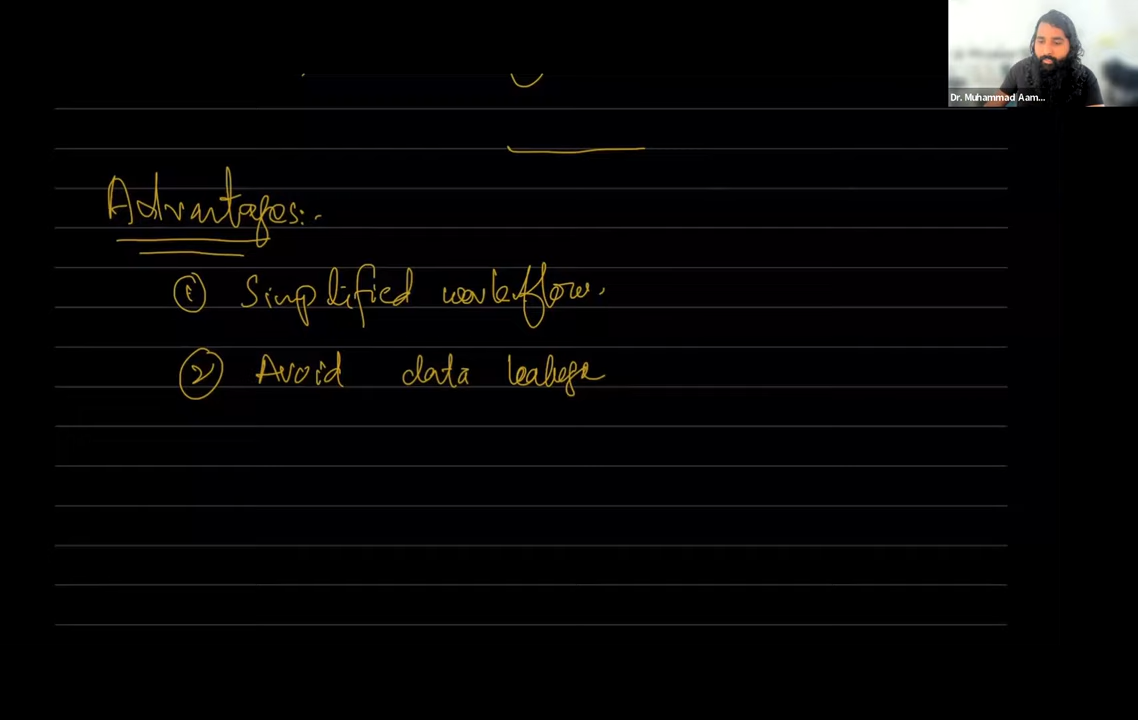 Dr. Muhammad Aam...
Advantages:-
① Simplified workflow.
② Avoid data leakage